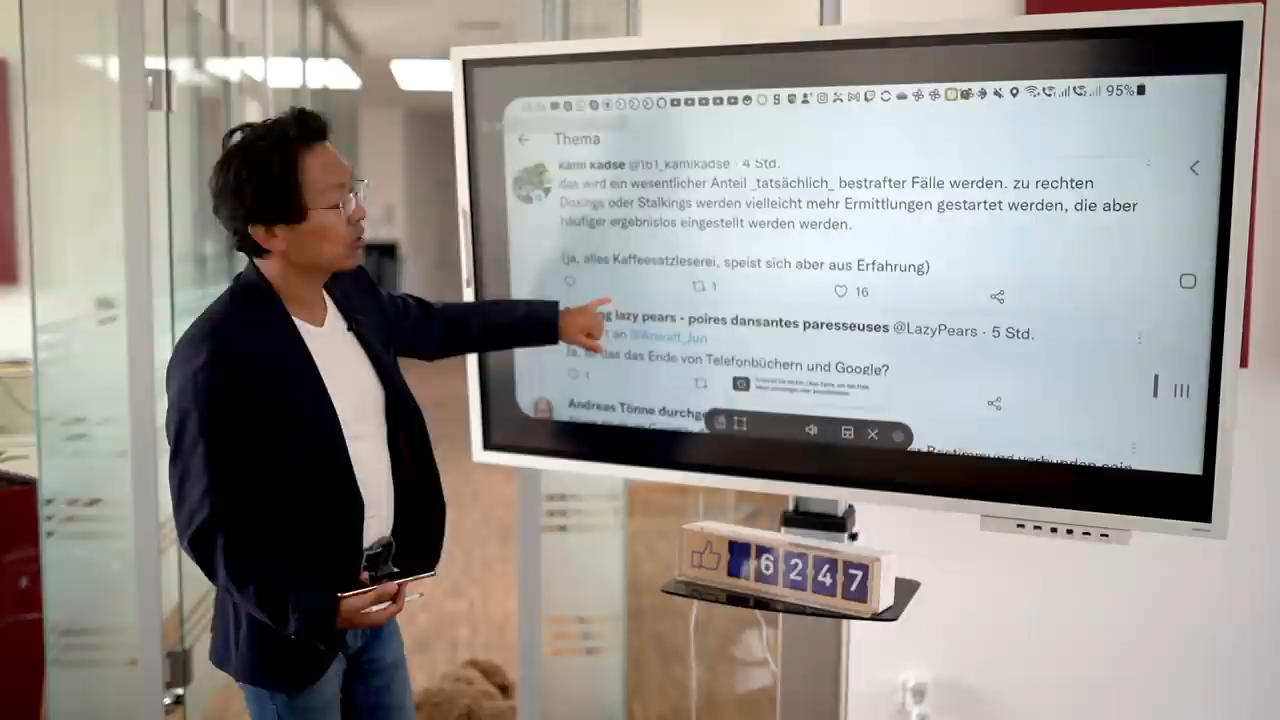 95%
Thema
kami kadse @161_kamikadse · 4 Std.
das wird ein wesentlicher Anteil _tatsächlich_ bestrafter Fälle werden. zu rechten
Doxings oder Stalkings werden vielleicht mehr Ermittlungen gestartet werden, die aber
häufiger ergebnislos eingestellt werden werden.
(ja, alles Kaffeesatzleserei, speist sich aber aus Erfahrung)
1
16
lazy pears - poires dansantes paresseuses @LazyPears · 5 Std.
an @Anwalt_Jun
das das Ende von Telefonbüchern und Google?
1
Andreas Tönne
6247